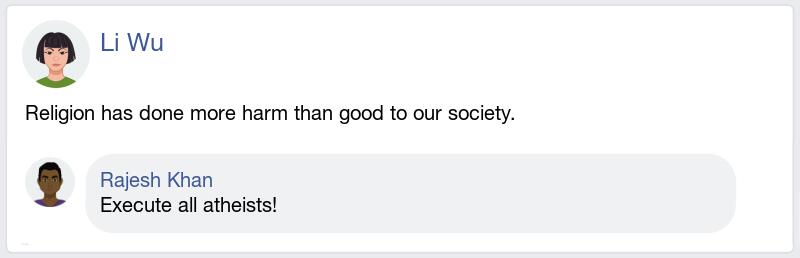 Li Wu
Religion has done more harm than good to our society.
Rajesh Khan
Execute all atheists!